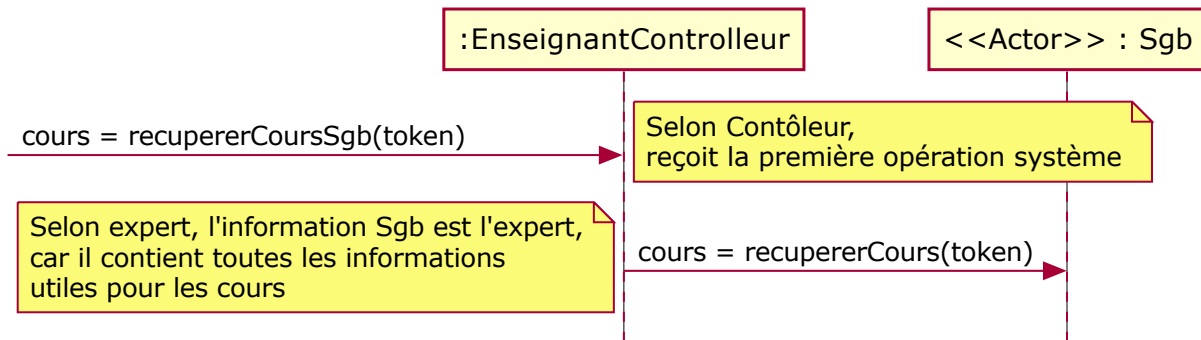 :EnseignantControlleur
<<Actor>> : Sgb
cours = recupererCoursSgb(token)
Selon Contôleur,
reçoit la première opération système
Selon expert, l'information Sgb est l'expert,
car il contient toutes les informations
utiles pour les cours
cours = recupererCours(token)